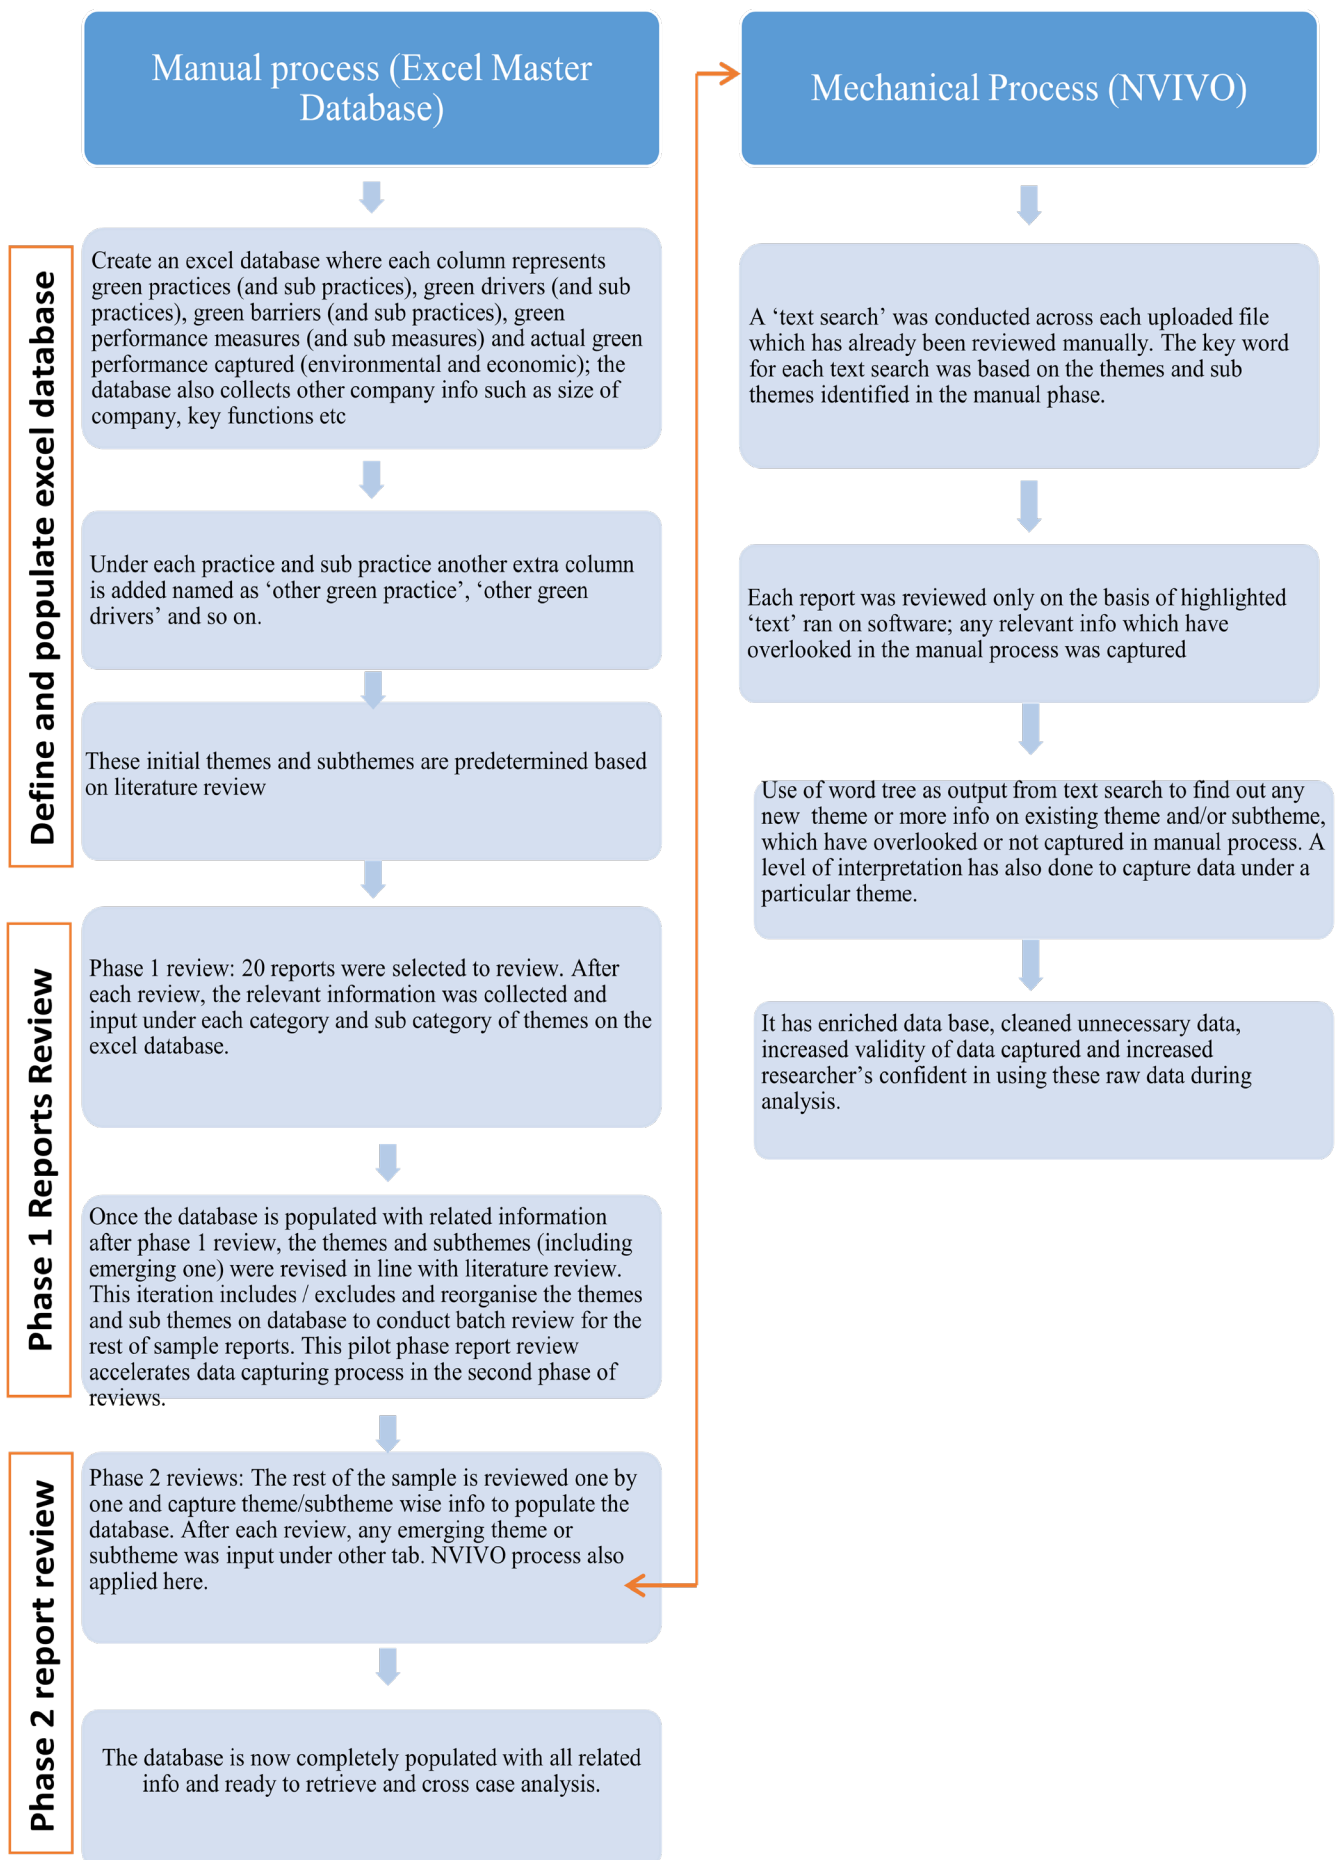 Manual process (Excel Master
Database)
Define and populate excel database
Create an excel database where each column represents
green practices (and sub practices), green drivers (and sub
practices), green barriers (and sub practices), green
performance measures (and sub measures) and actual green
performance captured (environmental and economic); the
database also collects other company info such as size of
company, key functions etc
Under each practice and sub practice another extra column
is added named as ‘other green practice’, ‘other green
drivers’ and so on.
These initial themes and subthemes are predetermined based
on literature review
Phase 1 Reports Review
Phase 1 review: 20 reports were selected to review. After
each review, the relevant information was collected and
input under each category and sub category of themes on the
excel database.
Once the database is populated with related information
after phase 1 review, the themes and subthemes (including
emerging one) were revised in line with literature review.
This iteration includes / excludes and reorganise the themes
and sub themes on database to conduct batch review for the
rest of sample reports. This pilot phase report review
accelerates data capturing process in the second phase of
reviews.
Phase 2 report review
Phase 2 reviews: The rest of the sample is reviewed one by
one and capture theme/subtheme wise info to populate the
database. After each review, any emerging theme or
subtheme was input under other tab. NVIVO process also
applied here.
The database is now completely populated with all related
info and ready to retrieve and cross case analysis.
Mechanical Process (NVIVO)
A ‘text search’ was conducted across each uploaded file
which has already been reviewed manually. The key word
for each text search was based on the themes and sub
themes identified in the manual phase.
Each report was reviewed only on the basis of highlighted
‘text’ ran on software; any relevant info which have
overlooked in the manual process was captured
Use of word tree as output from text search to find out any
new theme or more info on existing theme and/or subtheme,
which have overlooked or not captured in manual process. A
level of interpretation has also done to capture data under a
particular theme.
It has enriched data base, cleaned unnecessary data,
increased validity of data captured and increased
researcher’s confident in using these raw data during
analysis.